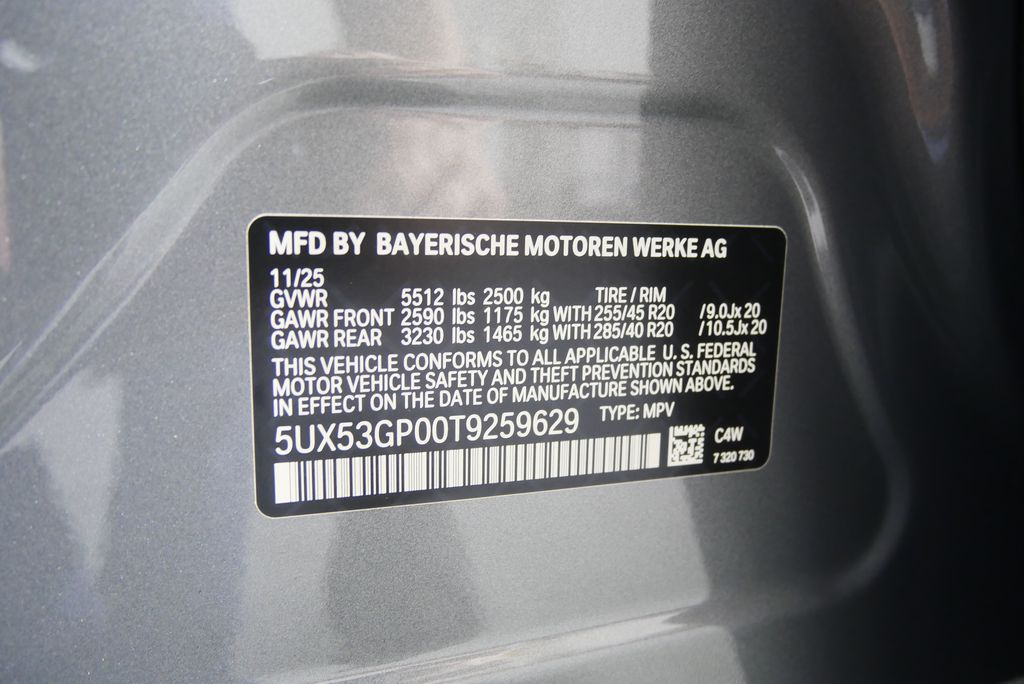 MFD BY BAYERISCHE MOTOREN WERKE AG
11/25
GVWR 5512 lbs 2500 kg TIRE / RIM
GAWR FRONT 2590 lbs 1175 kg WITH 255/45 R20 /9.0Jx20
GAWR REAR 3230 lbs 1465 kg WITH 285/40 R20 /10.5Jx20
THIS VEHICLE CONFORMS TO ALL APPLICABLE U. S. FEDERAL
MOTOR VEHICLE SAFETY AND THEFT PREVENTION STANDARDS
IN EFFECT ON THE DATE OF MANUFACTURE SHOWN ABOVE.
5UX53GP00T9259629 TYPE: MPV
C4W
7 320 730